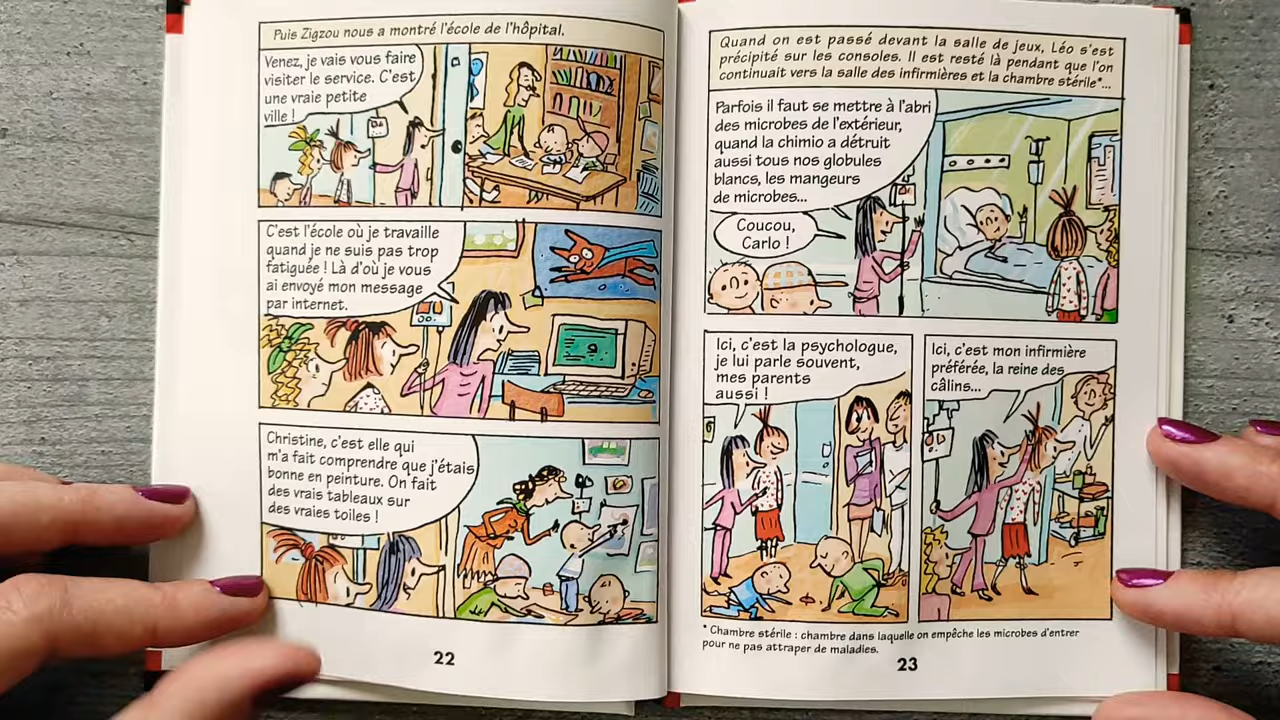 Puis Zigzou nous a montré l'école de l'hôpital.
Venez, je vais vous faire
visiter le service. C'est
une vraie petite
ville !
C'est l'école où je travaille
quand je ne suis pas trop
fatiguée ! Là d'où je vous
ai envoyé mon message
par internet.
Christine, c'est elle qui
m'a fait comprendre que j'étais
bonne en peinture. On fait
des vrais tableaux sur
des vraies toiles !
22
Quand on est passé devant la salle de jeux, Léo s'est
précipité sur les consoles. Il est resté là pendant que l'on
continuait vers la salle des infirmières et la chambre stérile*...
Parfois il faut se mettre à l'abri
des microbes de l'extérieur,
quand la chimio a détruit
aussi tous nos globules
blancs, les mangeurs
de microbes...
Coucou,
Carlo !
Ici, c'est la psychologue,
je lui parle souvent,
mes parents
aussi !
Ici, c'est mon infirmière
préférée, la reine des
câlins...
* Chambre stérile : chambre dans laquelle on empêche les microbes d'entrer
pour ne pas attraper de maladies.
23